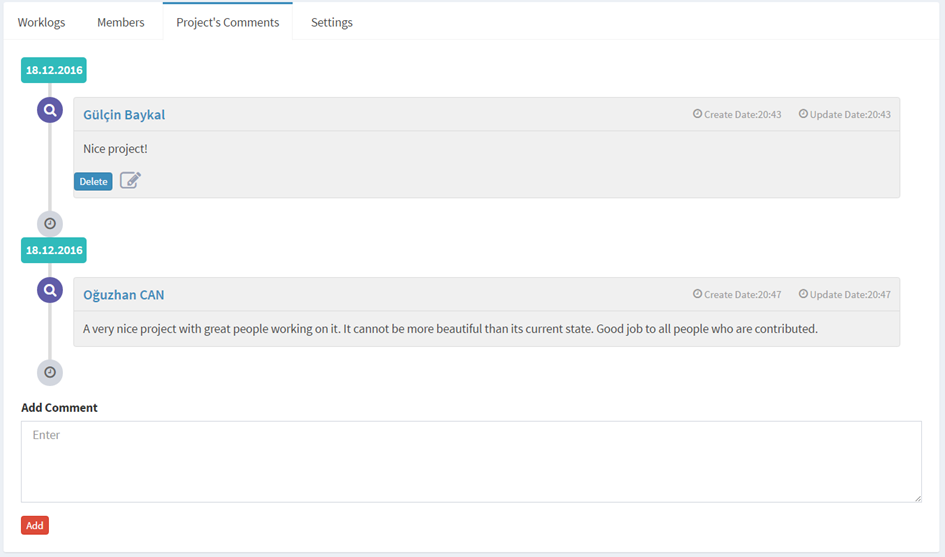 Worklogs Members Project's Comments Settings
18.12.2016
Gülçin Baykal Create Date:20:43 Update Date:20:43
Nice project!
Delete
18.12.2016
Oğuzhan CAN Create Date:20:47 Update Date:20:47
A very nice project with great people working on it. It cannot be more beautiful than its current state. Good job to all people who are contributed.
Add Comment
Enter
Add